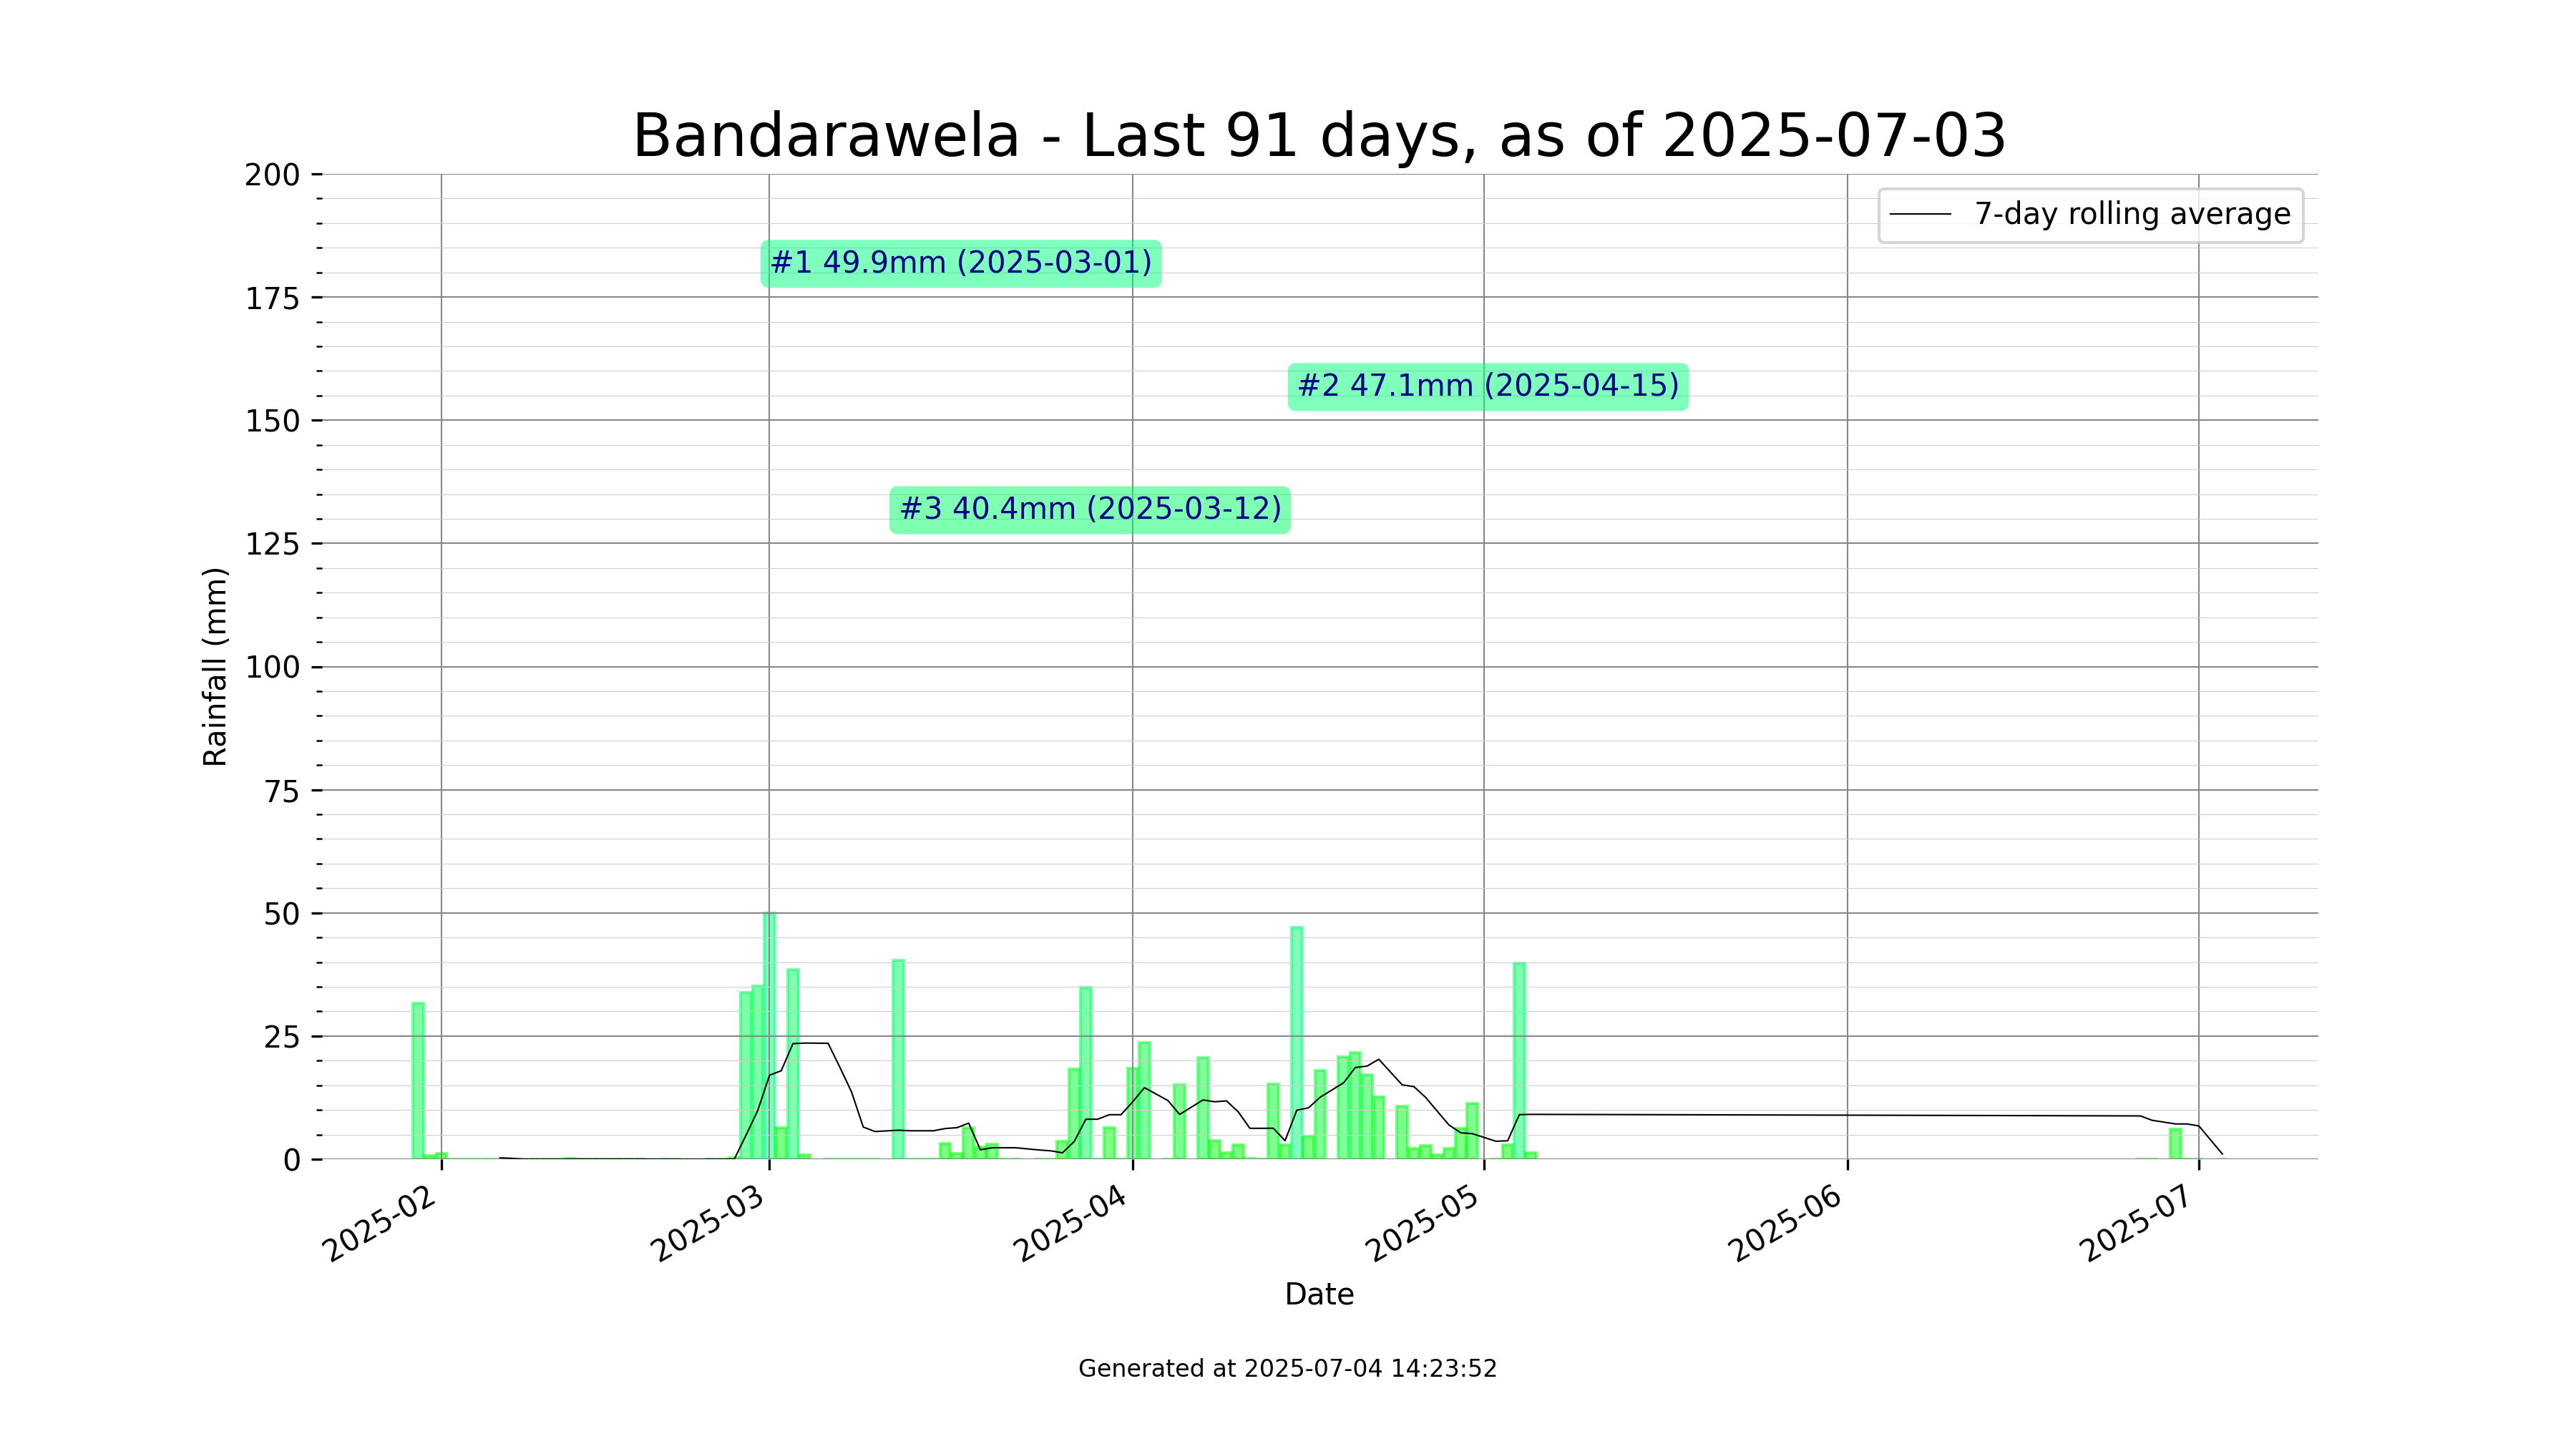 Bandarawela - Last 91 days, as of 2025-07-03
7-day rolling average
#1 49.9mm (2025-03-01)
#2 47.1mm (2025-04-15)
#3 40.4mm (2025-03-12)
Rainfall (mm)
200
175
150
125
100
75
50
25
0
2025-02
2025-03
2025-04
2025-05
2025-06
2025-07
Date
Generated at 2025-07-04 14:23:52